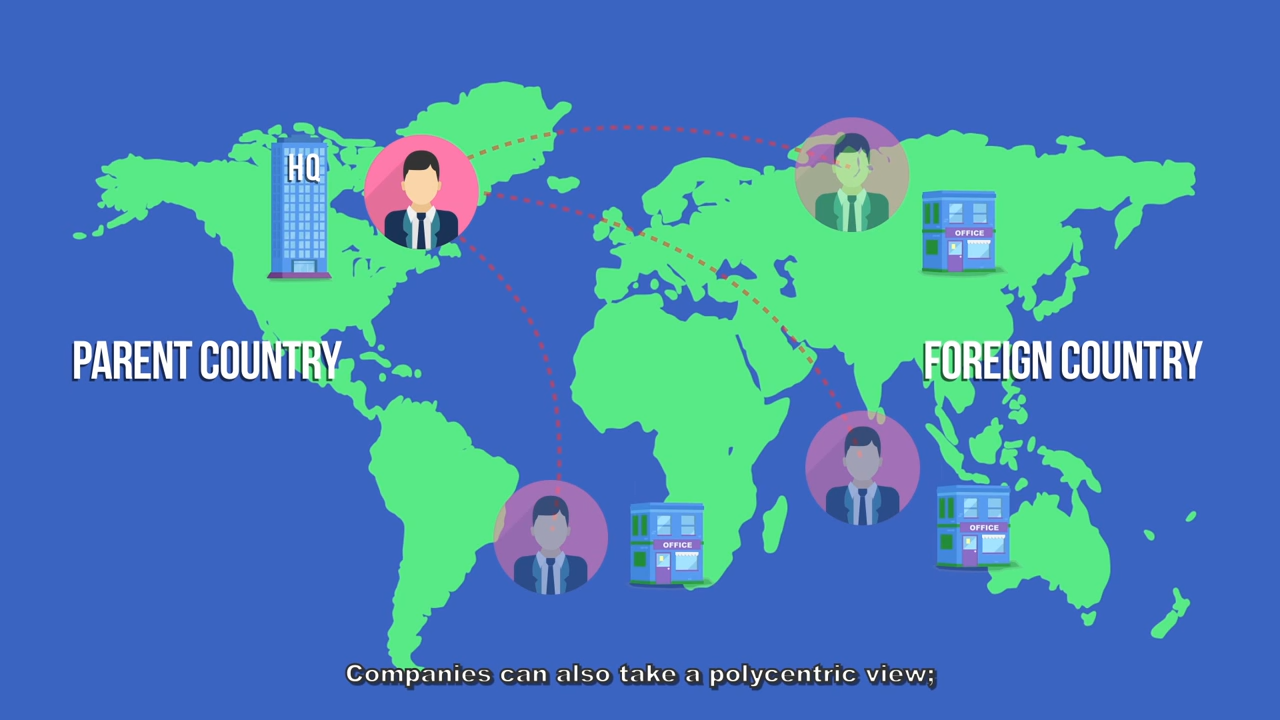 HQ
OFFICE
PARENT COUNTRY
FOREIGN COUNTRY
OFFICE
OFFICE
Companies can also take a polycentric view;